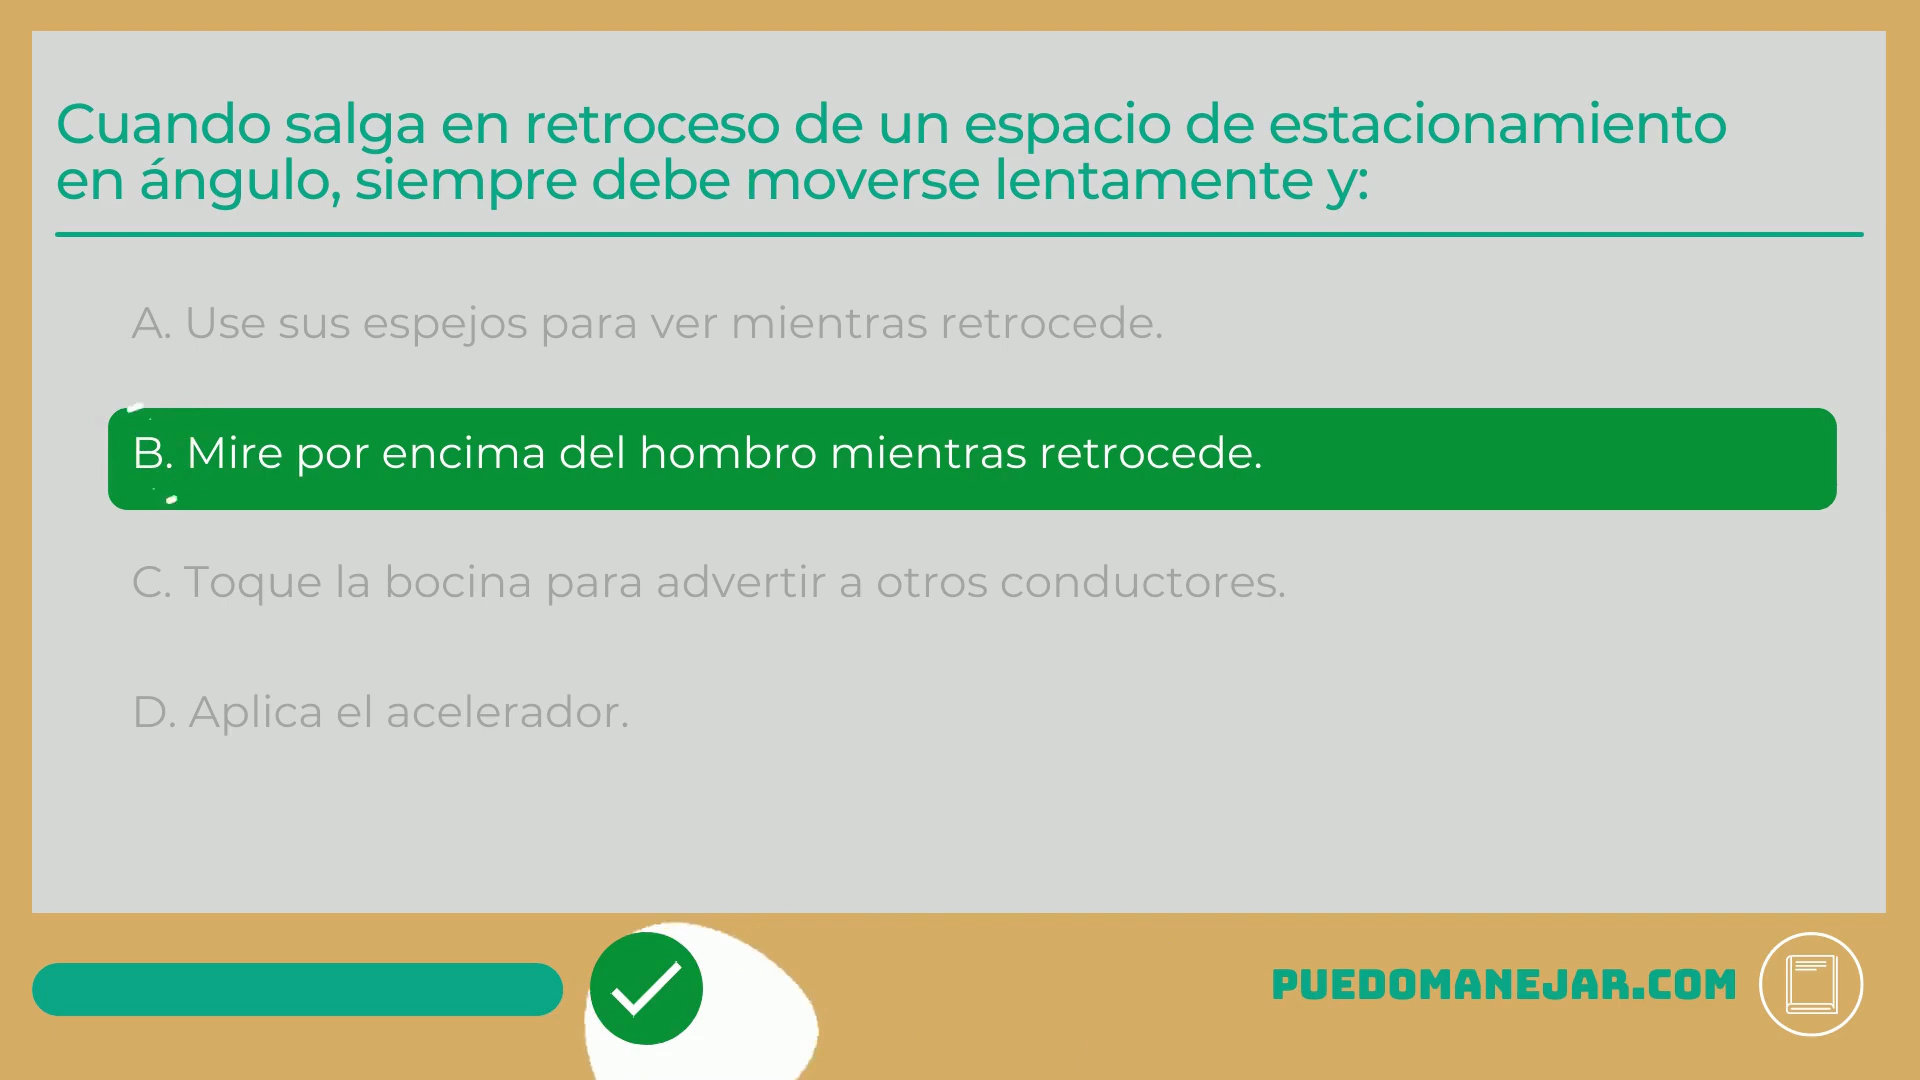 Cuando salga en retroceso de un espacio de estacionamiento
en ángulo, siempre debe moverse lentamente y:
A. Use sus espejos para ver mientras retrocede.
B. Mire por encima del hombro mientras retrocede.
C. Toque la bocina para advertir a otros conductores.
D. Aplica el acelerador.
PUEDOMANEJAR.COM